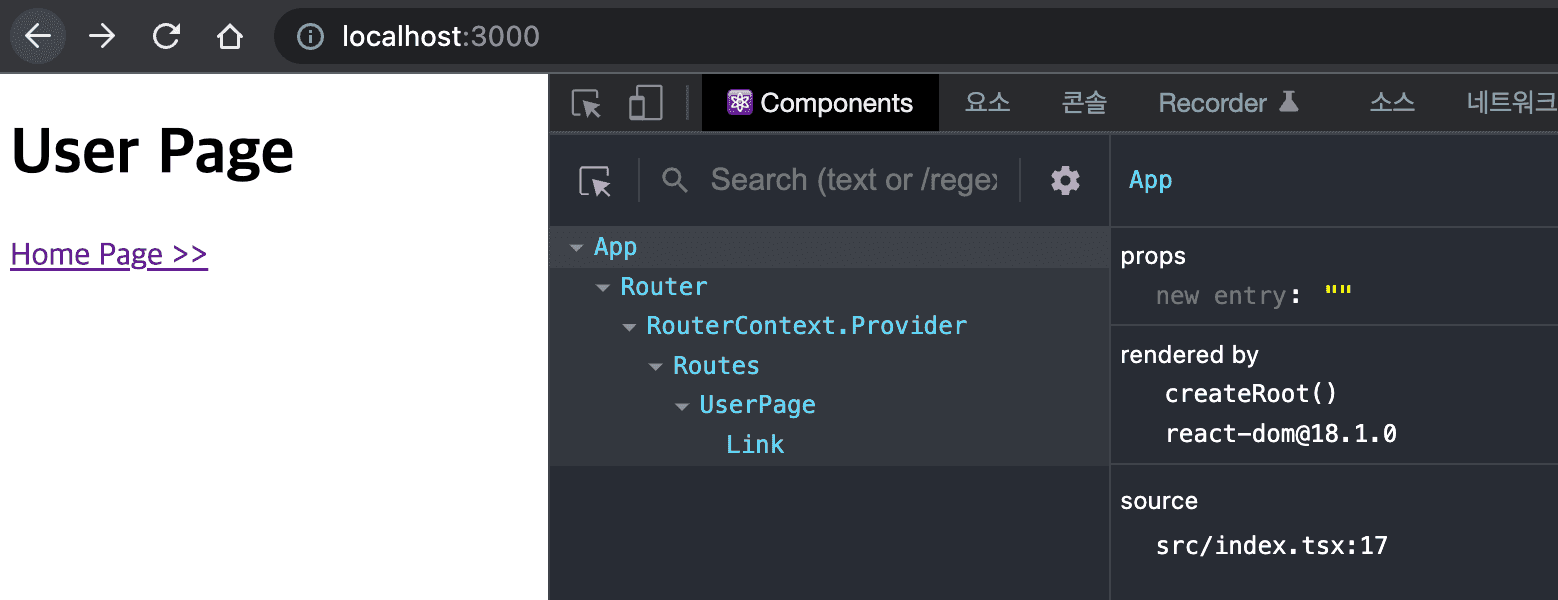 localhost:3000
User Page
Home Page >>
Components 요소 콘솔 Recorder 소스 네트워크
Search (text or /regex
App
Router
RouterContext.Provider
Routes
UserPage
Link
App
props
new entry: ""
rendered by
createRoot()
react-dom@18.1.0
source
src/index.tsx:17